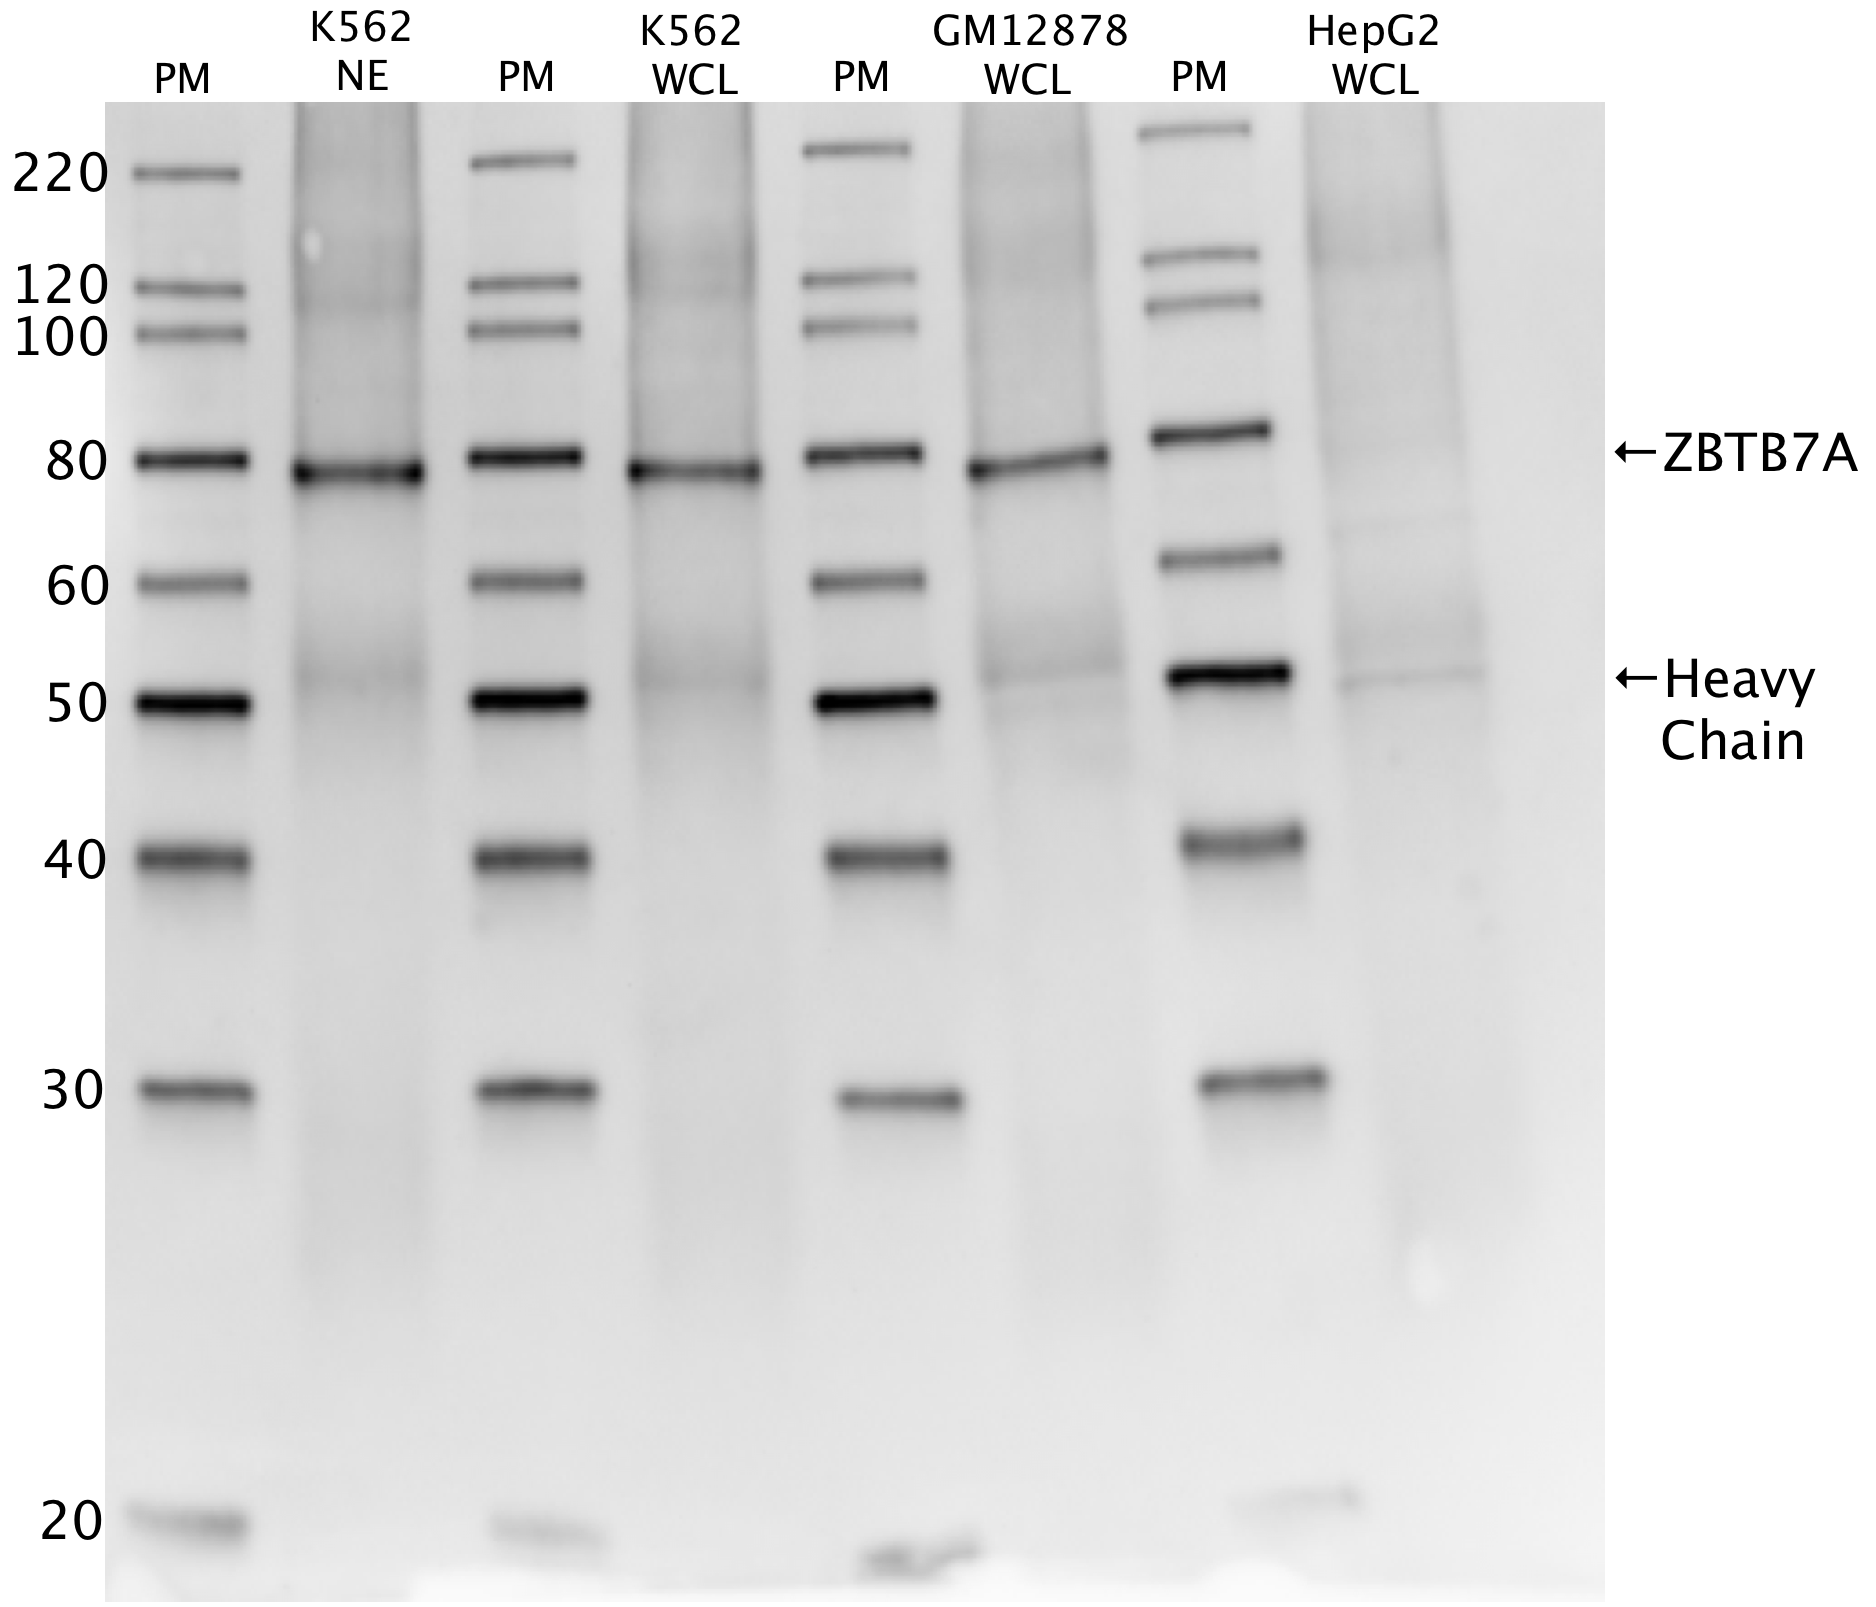 K562 K562 GM12878 HepG2
PM NE PM WCL PM WCL PM WCL
220
120
100
80
←ZBTB7A
60
50
←Heavy
Chain
40
30
20